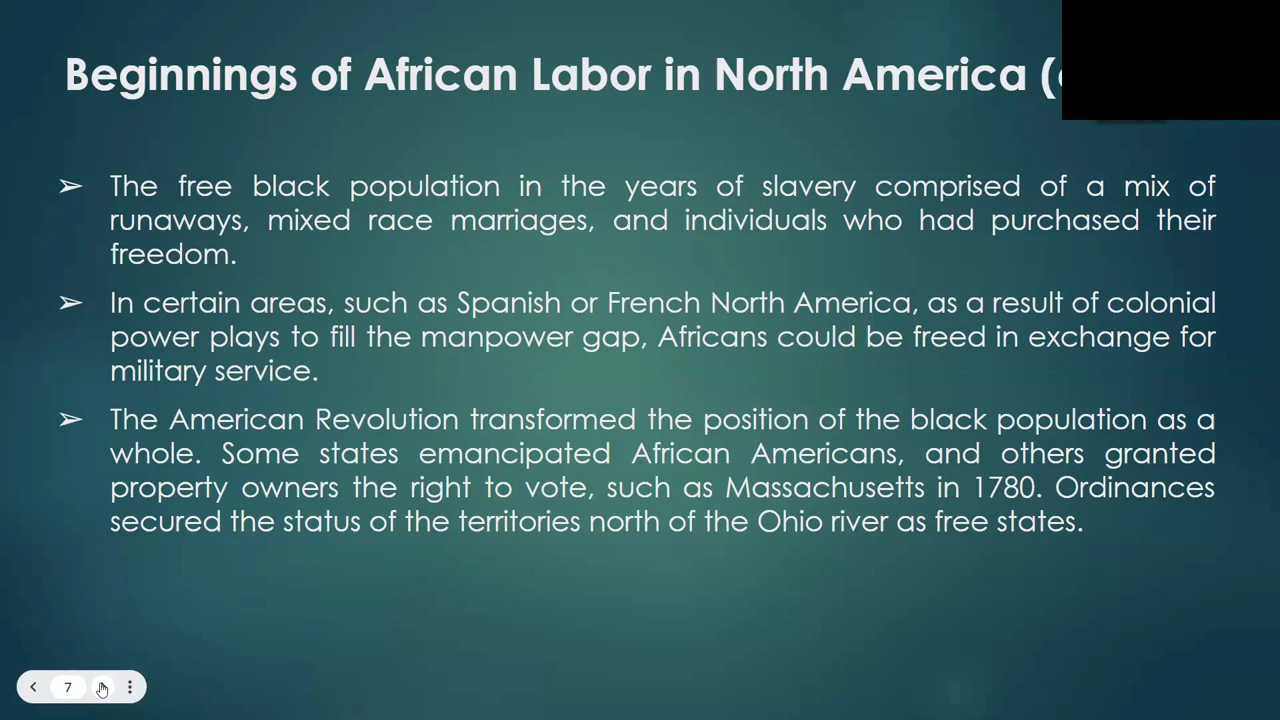 Beginnings of African Labor in North America (
➢ The free black population in the years of slavery comprised of a mix of
runaways, mixed race marriages, and individuals who had purchased their
freedom.
➢ In certain areas, such as Spanish or French North America, as a result of colonial
power plays to fill the manpower gap, Africans could be freed in exchange for
military service.
➢ The American Revolution transformed the position of the black population as a
whole. Some states emancipated African Americans, and others granted
property owners the right to vote, such as Massachusetts in 1780. Ordinances
secured the status of the territories north of the Ohio river as free states.
7